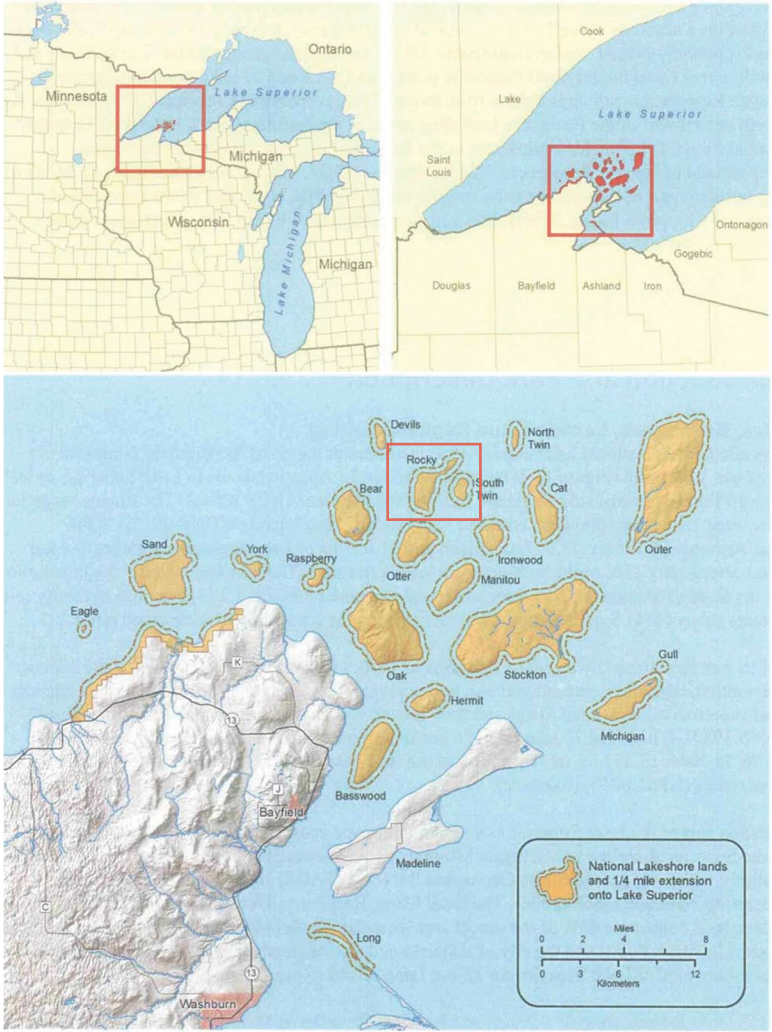 Ontario
Minnesota
Lake Superior
Michigan
Wisconsin
Lake Michigan
Michigan
Cook
Lake
Lake Superior
Saint
Louis
Ontonagon
Gogebic
Douglas
Bayfield
Ashland
Iron
Devils
North
Twin
Rocky
South
Twin
Cat
Bear
Outer
Sand
York
Raspberry
Otter
Ironwood
Manitou
Eagle
K
Oak
Stockton
Gull
13
Hermit
Michigan
Basswood
J
Bayfield
Madeline
National Lakeshore lands
and 1/4 mile extension
onto Lake Superior
C
Long
Miles
0 2 4 8
0 3 6 12
Kilometers
13
Washburn